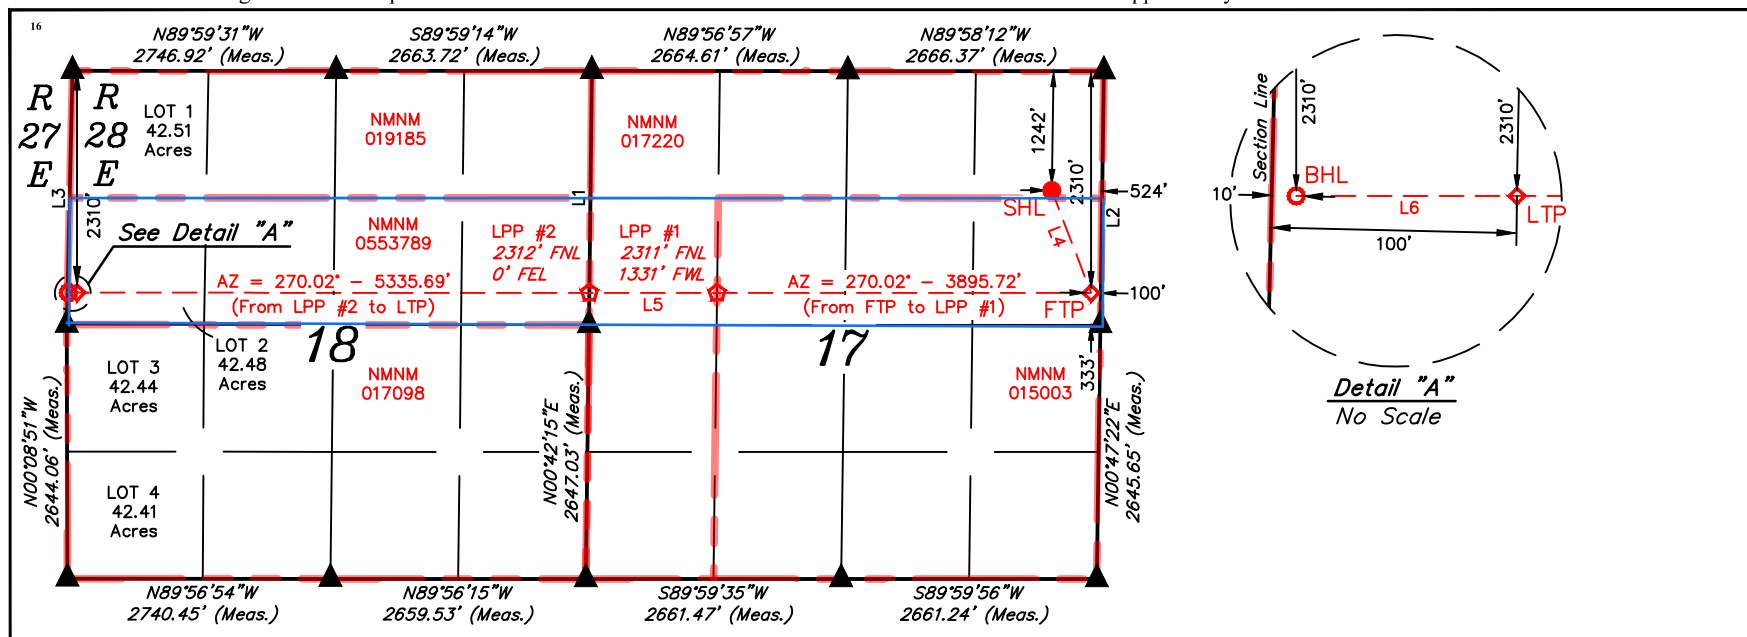 16
N89°59'31"W
2746.92' (Meas.)
S89°59'14"W
2663.72' (Meas.)
N89°56'57"W
2664.61' (Meas.)
N89°58'12"W
2666.37' (Meas.)
R
27
E
R
28
E
LOT 1
42.51
Acres
NMNM
019185
NMNM
017220
1242'
2310'
524'
L3
2310'
L1
L2
SHL
L4
See Detail "A"
NMNM
0553789
LPP #2
2312' FNL
0' FEL
LPP #1
2311' FNL
1331' FWL
AZ = 270.02° - 5335.69'
(From LPP #2 to LTP)
L5
AZ = 270.02° - 3895.72'
(From FTP to LPP #1)
FTP
100'
18
17
LOT 2
42.48
Acres
LOT 3
42.44
Acres
NMNM
017098
NMNM
015003
333'
N00°08'51"W
2644.06' (Meas.)
N00°42'15"E
2647.03' (Meas.)
N00°47'22"E
2645.65' (Meas.)
LOT 4
42.41
Acres
N89°56'54"W
2740.45' (Meas.)
N89°56'15"W
2659.53' (Meas.)
S89°59'35"W
2661.47' (Meas.)
S89°59'56"W
2661.24' (Meas.)
Section Line
2310'
2310'
BHL
10'
L6
LTP
100'
Detail "A"
No Scale